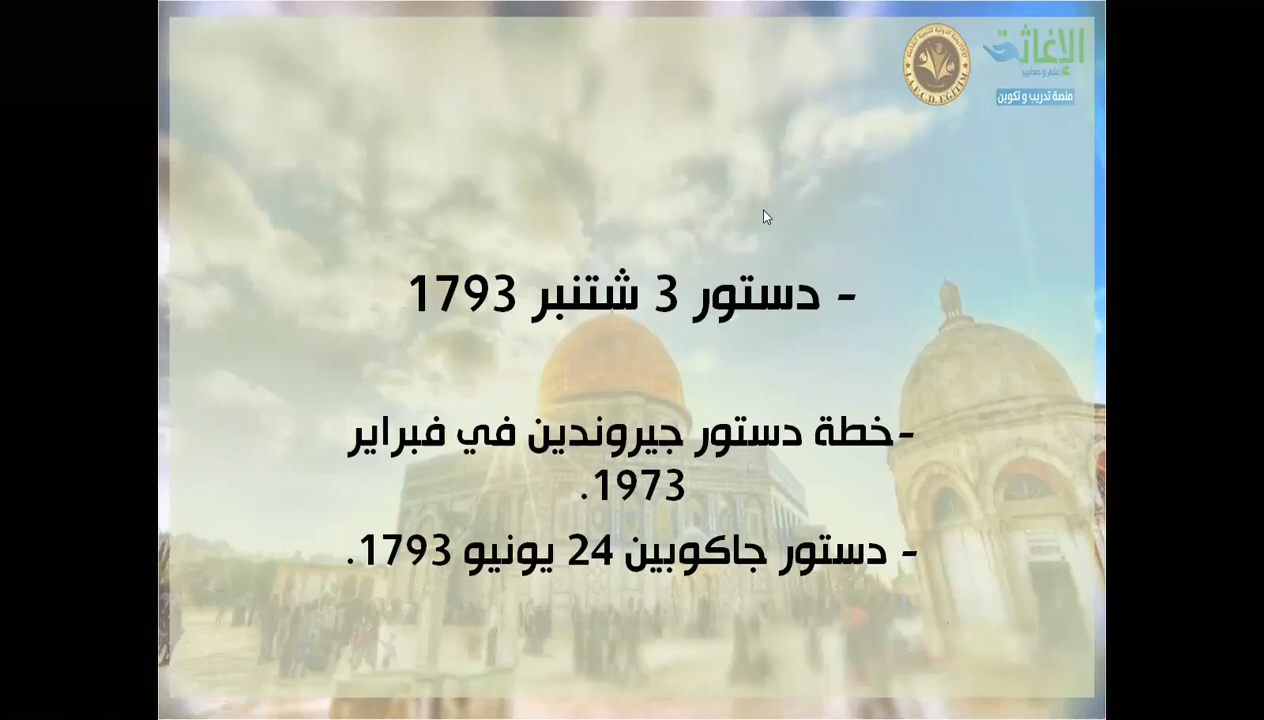 الإغاثة
علم و معايير
منصة تدريب و تكوين
- دستور 3 شتنبر 1793
-خطة دستور جيروندين في فبراير
1973.
- دستور جاكوبين 24 يونيو 1793.